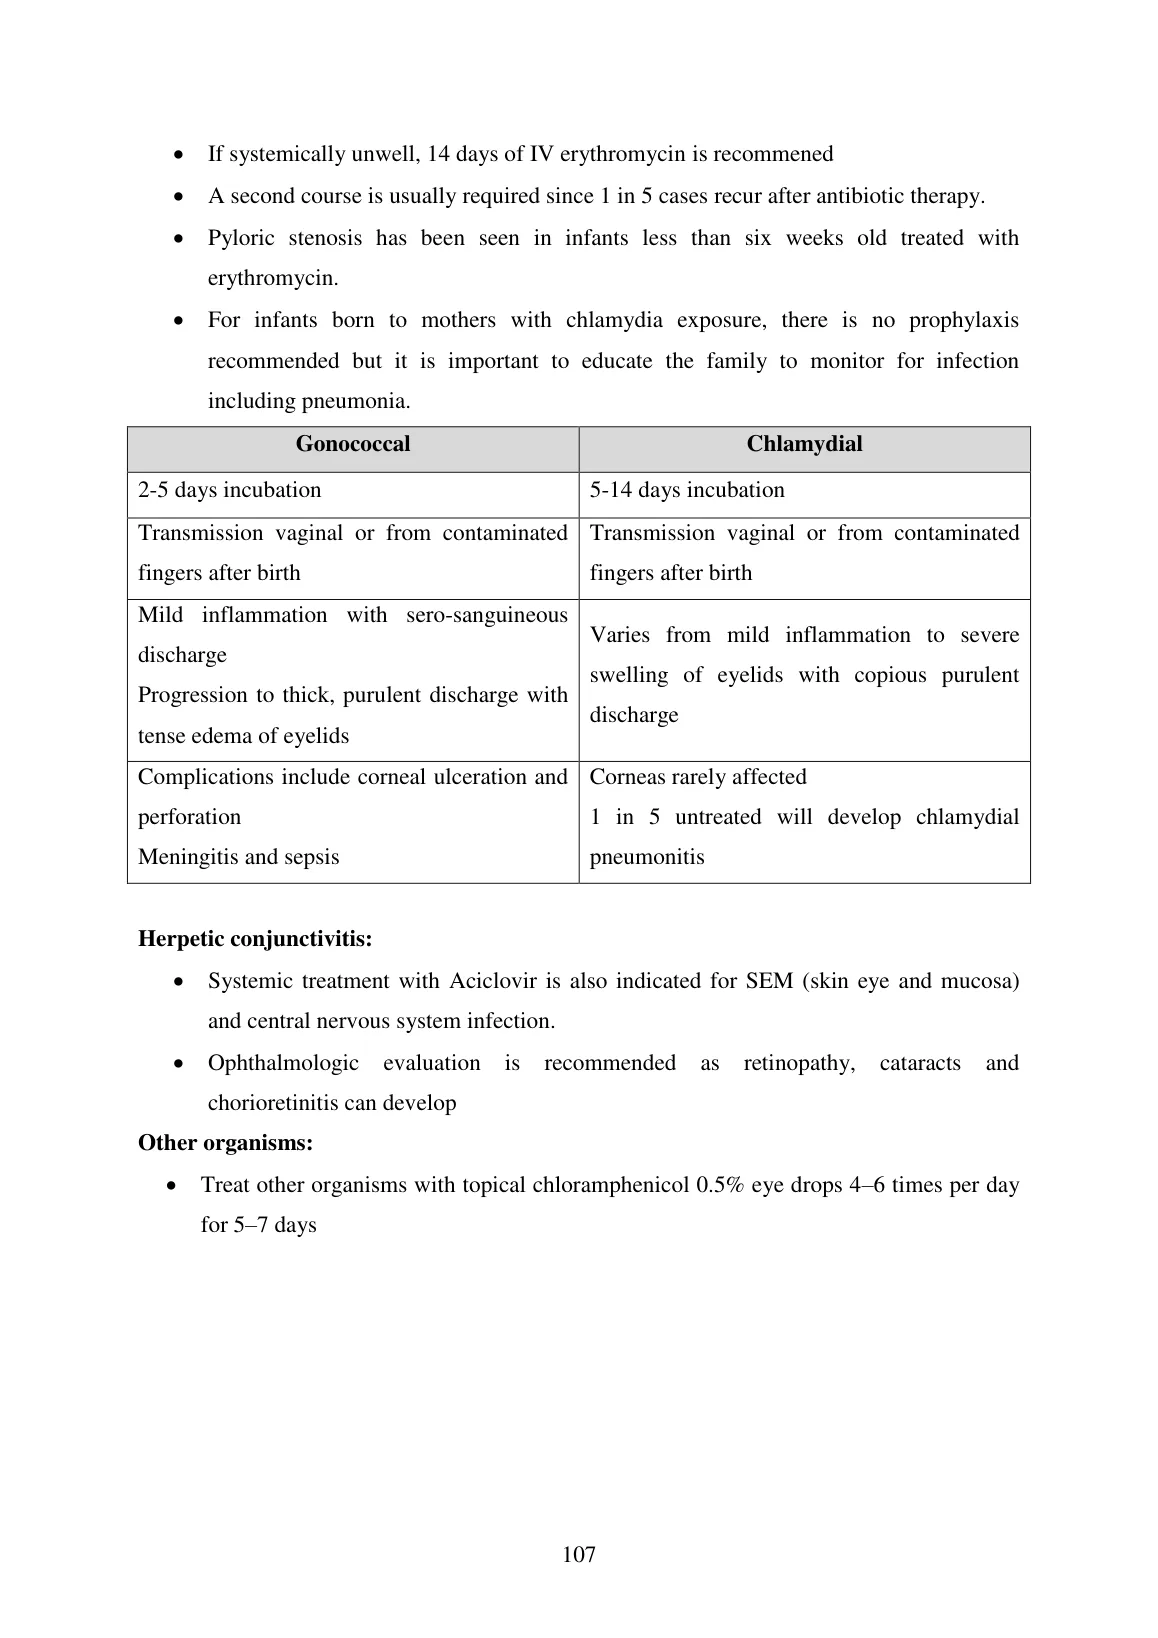 • If systemically unwell, 14 days of IV erythromycin is recommened
• A second course is usually required since 1 in 5 cases recur after antibiotic therapy.
• Pyloric stenosis has been seen in infants less than six weeks old treated with
erythromycin.
• For infants born to mothers with chlamydia exposure, there is no prophylaxis
recommended but it is important to educate the family to monitor for infection
including pneumonia.
Gononoccal Chlamydial
2-5 days incubation
5-14 days incubation
Transmission vaginal or from contaminated
fingers after birth
Transmission vaginal or from contaminated
fingers after birth
Mild inflammation with sero-sanguineous
discharge
Progression to thick, purulent discharge with
tense edema of eyelids
Varies from mild inflammation to severe
swelling of eyelids with copious purulent
discharge
Complications include corneal ulceration and
perforation
Meningitis and sepsis
Corneas rarely affected
1 in 5 untreated will develop chlamydial
pneumonitis
Herpetic conjunctivitis:
• Systemic treatment with Aciclovir is also indicated for SEM (skin eye and mucosa)
and central nervous system infection.
• Ophthalmologic evaluation is recommended as retinopathy, cataracts and
chorioretinitis can develop
Other organisms:
• Treat other organisms with topical chloramphenicol 0.5% eye drops 4–6 times per day
for 5–7 days
107